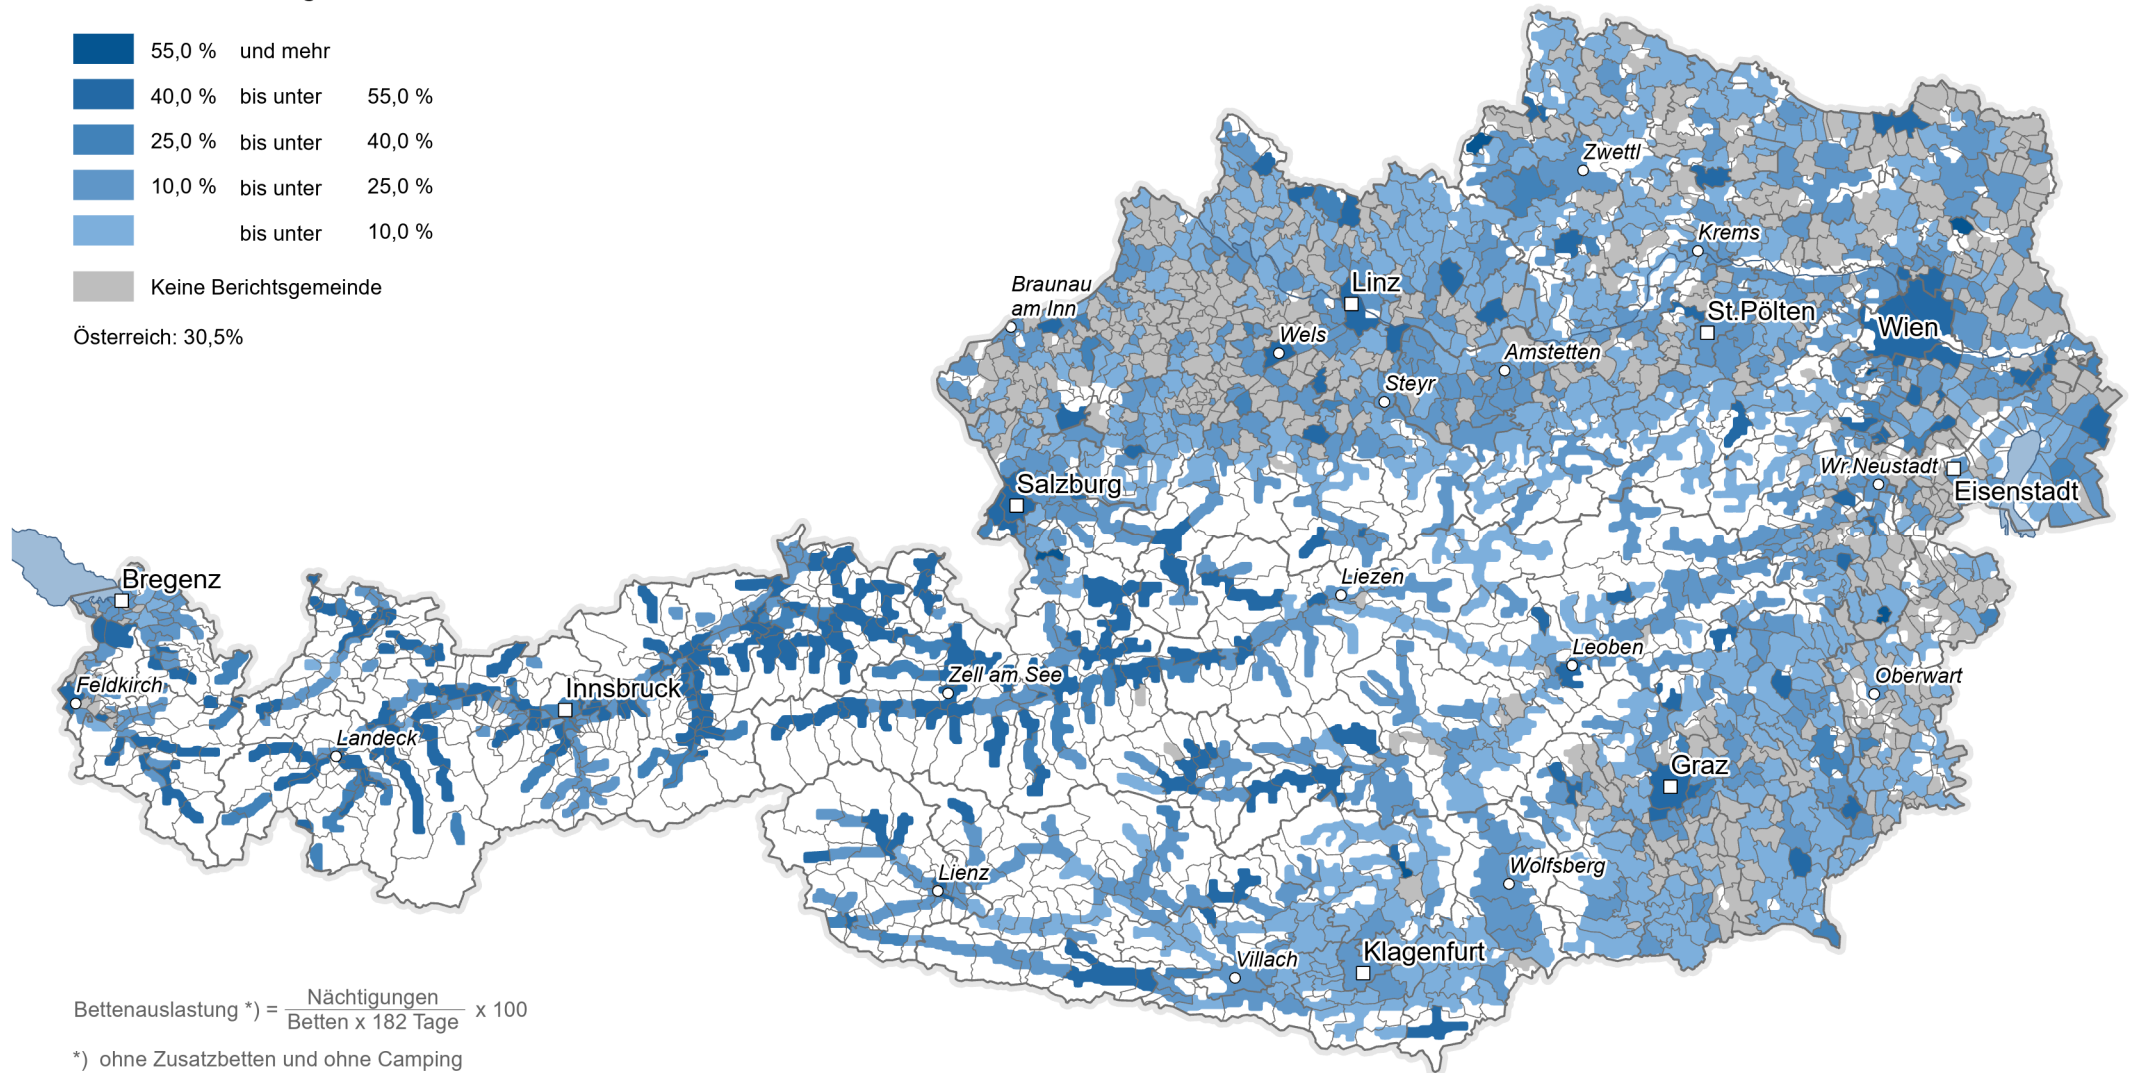 55,0 % und mehr
40,0 % bis unter 55,0 %
25,0 % bis unter 40,0 %
10,0 % bis unter 25,0 %
bis unter 10,0 %
Keine Berichtsgemeinde
Österreich: 30,5%
Zwettl
Krems
Braunau
am Inn
Linz
St.Pölten
Wien
Wels
Amstetten
Steyr
Wr.Neustadt
Eisenstadt
Salzburg
Bregenz
Liezen
Leoben
Oberwart
Feldkirch
Innsbruck
Zell am See
Landeck
Graz
Lienz
Wolfsberg
Villach
Klagenfurt
Bettenauslastung *) = Nächtigungen x 100
Betten x 182 Tage
*) ohne Zusatzbetten und ohne Camping